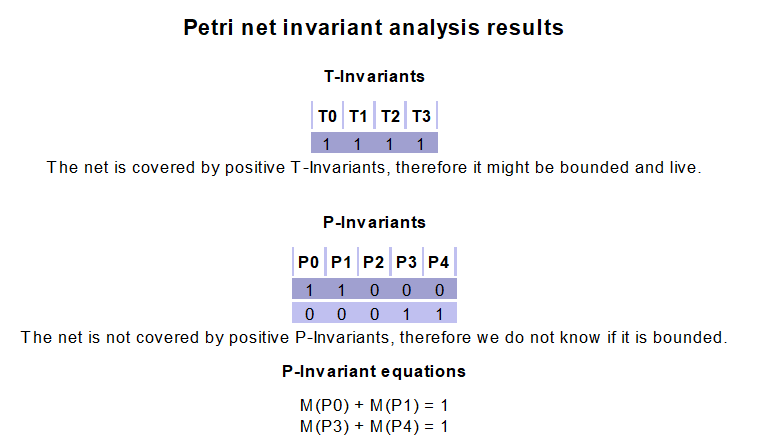 Petri net invariant analysis results
T-Invariants
T0 T1 T2 T3
1 1 1 1
The net is covered by positive T-Invariants, therefore it might be bounded and live.
P-Invariants
P0 P1 P2 P3 P4
1 1 0 0 0
0 0 0 1 1
The net is not covered by positive P-Invariants, therefore we do not know if it is bounded.
P-Invariant equations
M(P0) + M(P1) = 1
M(P3) + M(P4) = 1